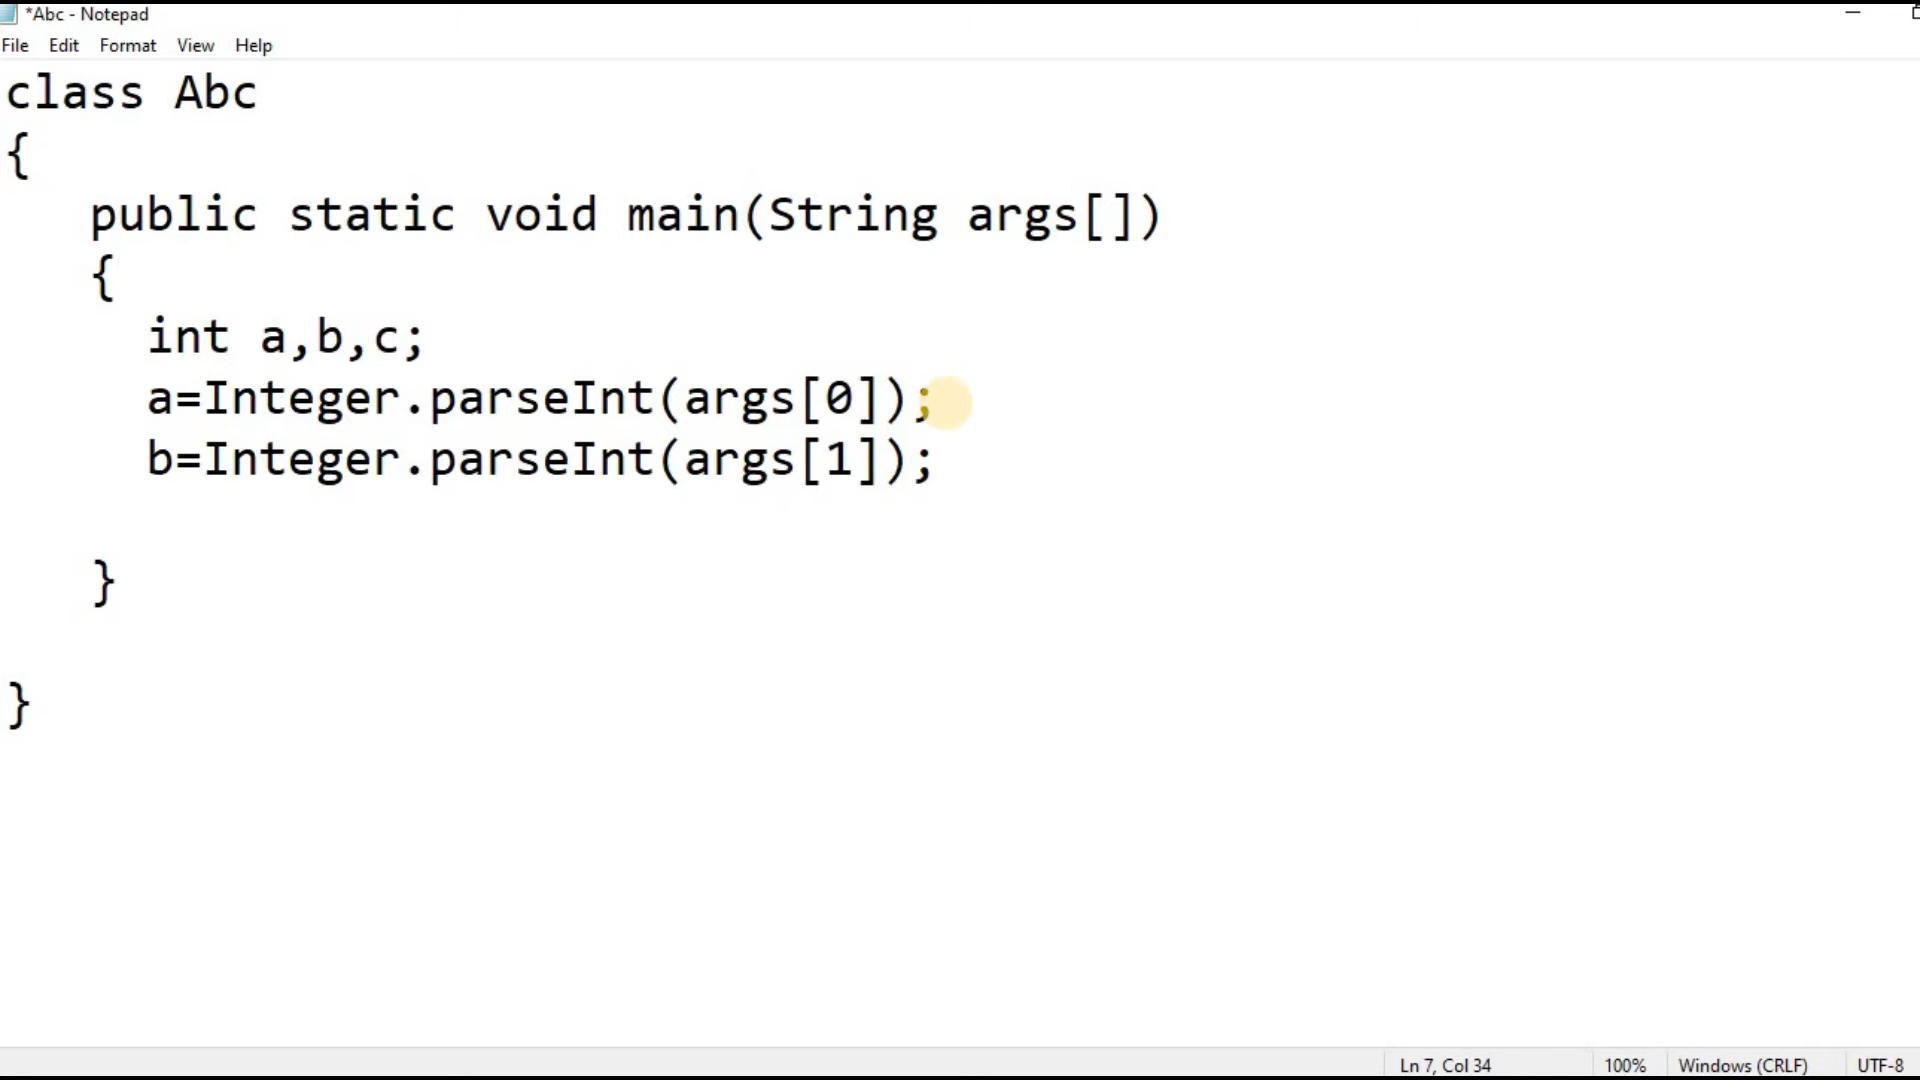 *Abc - Notepad
File Edit Format View Help
class Abc
{
public static void main(String args[])
{
int a,b,c;
a=Integer.parseInt(args[0]);
b=Integer.parseInt(args[1]);
}
}
Ln 7, Col 34 100% Windows (CRLF) UTF-8